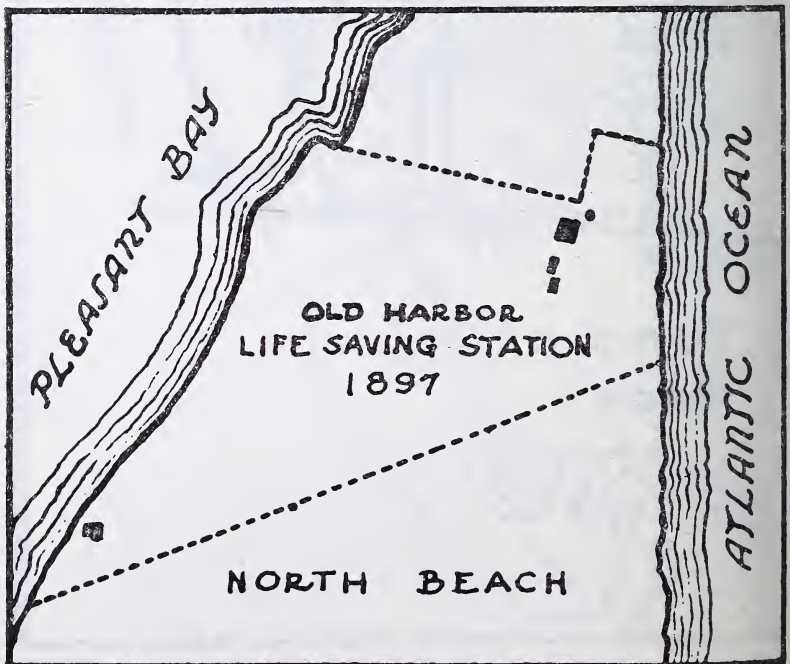 PLEASANT BAY
ATLANTIC OCEAN
OLD HARBOR
LIFE SAVING STATION
1897
NORTH BEACH